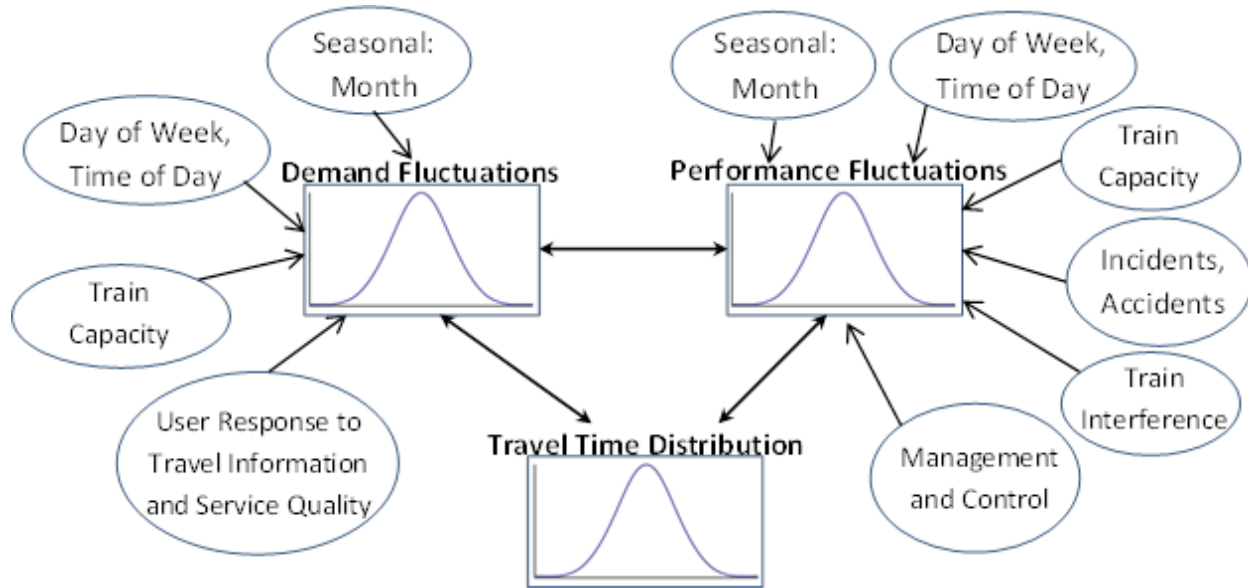 Seasonal:
Month
Seasonal:
Month
Day of Week,
Time of Day
Day of Week,
Time of Day
Demand Fluctuations
Performance Fluctuations
Train
Capacity
Train
Capacity
Incidents,
Accidents
User Response to
Travel Information
and Service Quality
Travel Time Distribution
Management
and Control
Train
Interference